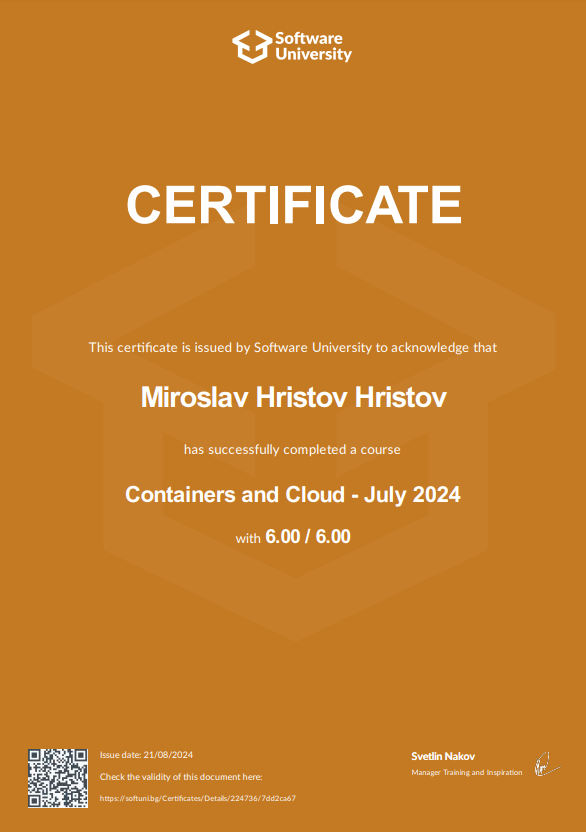 Software
University
CERTIFICATE
This certificate is issued by Software University to acknowledge that
Miroslav Hristov Hristov
has successfully completed a course
Containers and Cloud - July 2024
with 6.00 / 6.00
Issue date: 21/08/2024
Check the validity of this document here:
https://softuni.bg/Certificates/Details/224736/7dd2ca67
Svetlin Nakov
Manager Training and Inspiration